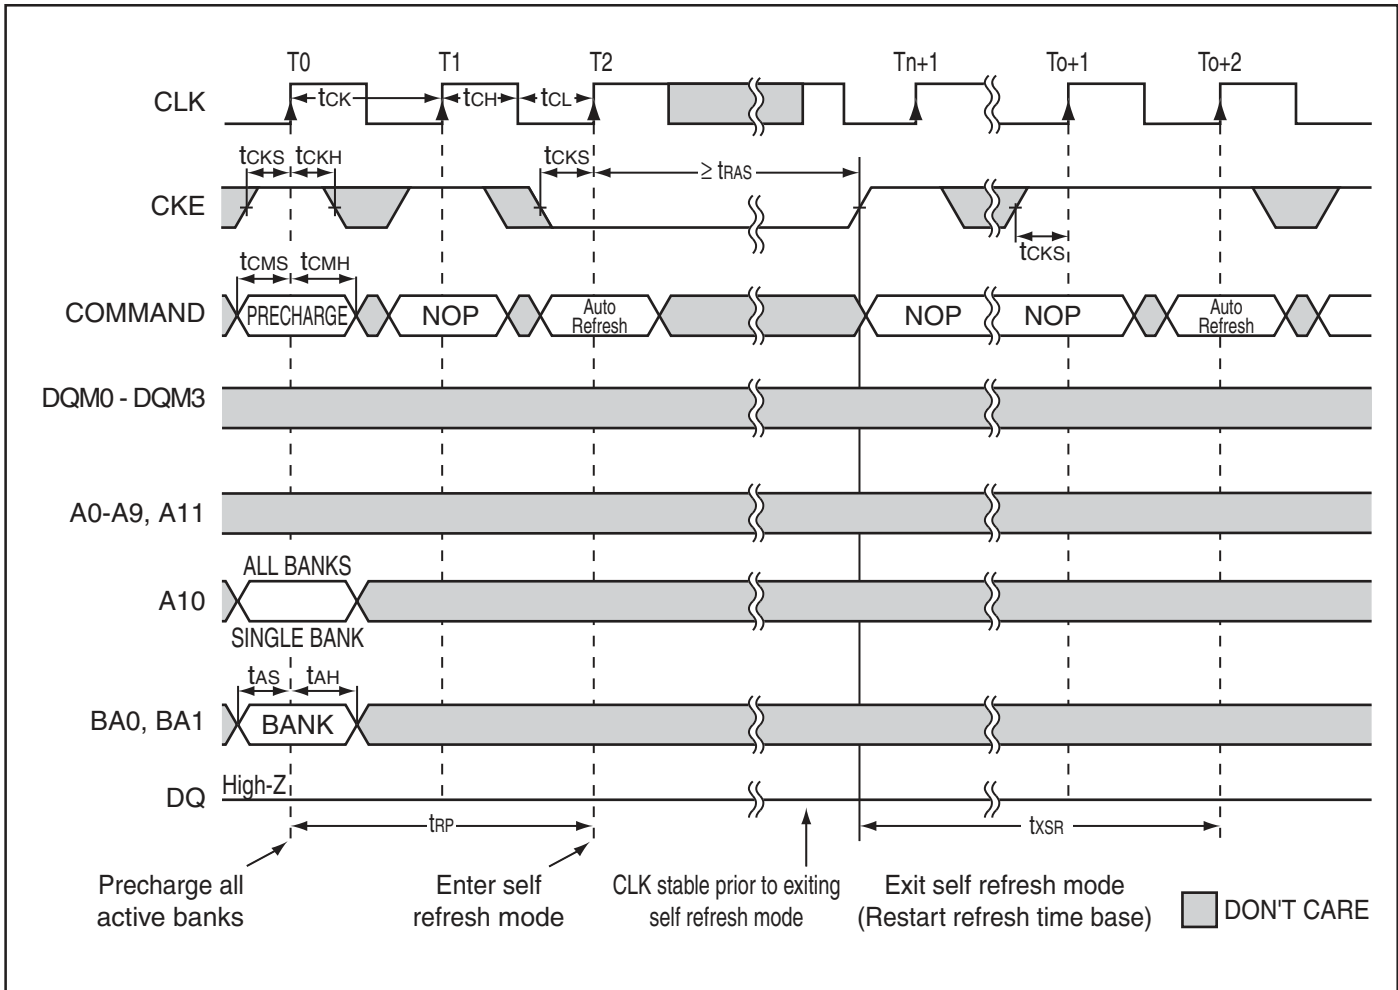 T0 T1 T2 Tn+1 To+1 To+2
CLK tCK tCH tCL
tCKS tCKH tCKS ≥ tRAS
CKE
tCKS
tCMS tCMH
COMMAND PRECHARGE NOP Auto Refresh NOP NOP Auto Refresh
DQM0 - DQM3
A0-A9, A11
ALL BANKS
A10
SINGLE BANK
tAS tAH
BA0, BA1 BANK
High-Z
DQ
tRP tXSR
Precharge all
active banks
Enter self
refresh mode
CLK stable prior to exiting
self refresh mode
Exit self refresh mode
(Restart refresh time base)
DON'T CARE